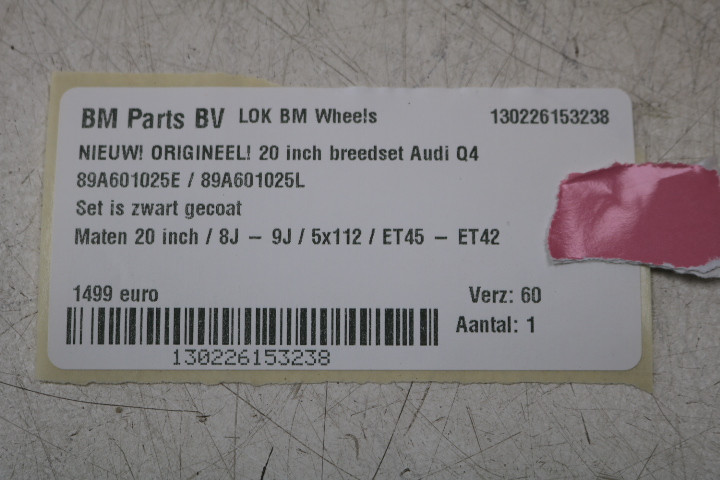 BM Parts BV LOK BM Wheels 130226153238
NIEUW! ORIGINEEL! 20 inch breedset Audi Q4
89A601025E / 89A601025L
Set is zwart gecoat
Maten 20 inch / 8J – 9J / 5x112 / ET45 – ET42
1499 euro Verz: 60
Aantal: 1
130226153238